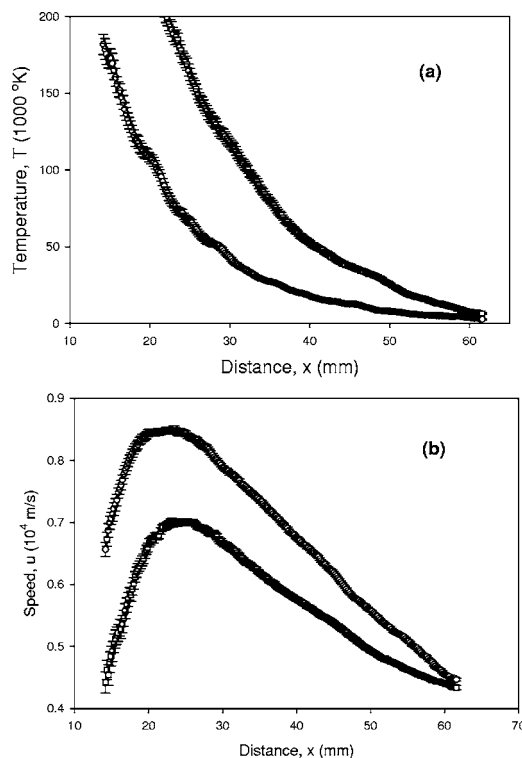 200
(a)
150
100
50
0
Temperature, T (1000 °K)
10 20 30 40 50 60
Distance, x (mm)
0.9
(b)
0.8
0.7
0.6
0.5
0.4
Speed, u (10⁴ m/s)
10 20 30 40 50 60 70
Distance, x (mm)